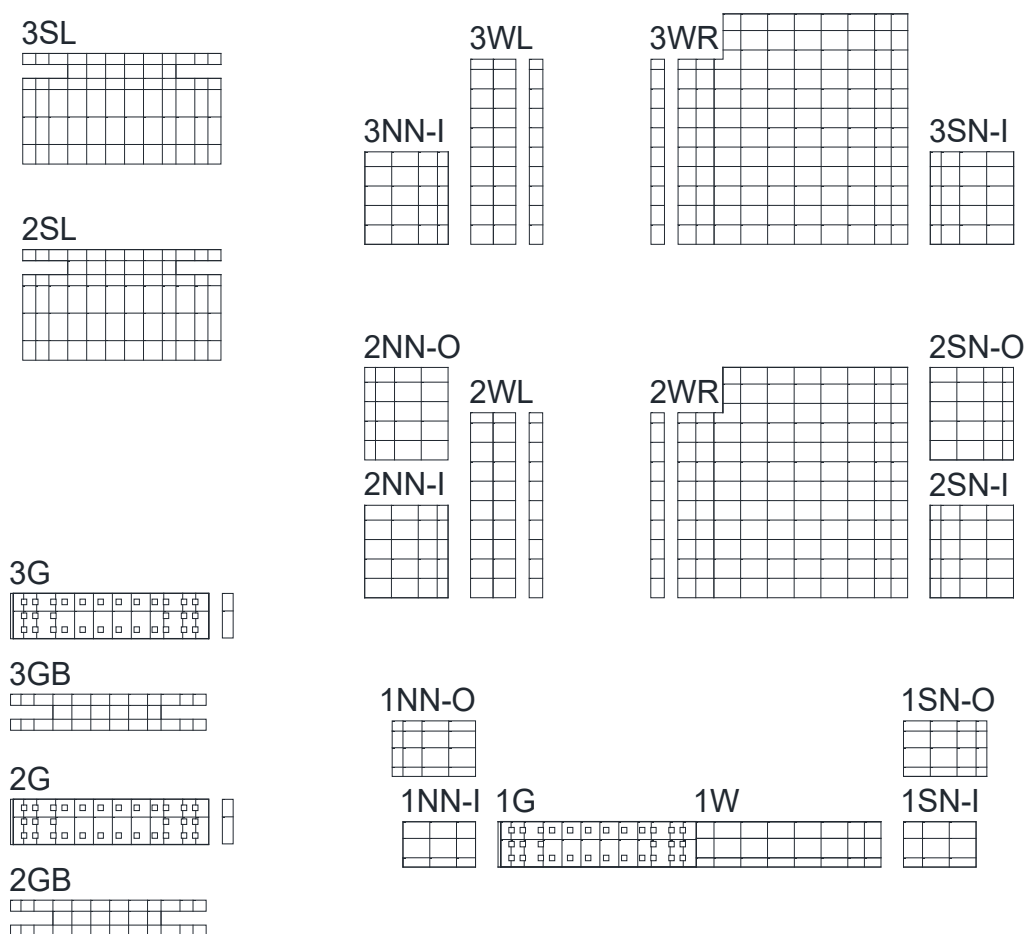 3SL
3WL
3WR
3NN-I
3SN-I
2SL
2NN-O
2SN-O
2WL
2WR
2NN-I
2SN-I
3G
3GB
1NN-O
1SN-O
2G
1NN-I
1G
1W
1SN-I
2GB